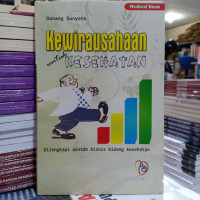 Medical Book
Danang Sunyoto
Kewirausahaan
untuk
KESEHATAN
Dilengkapi contoh bisnis bidang kesehatan